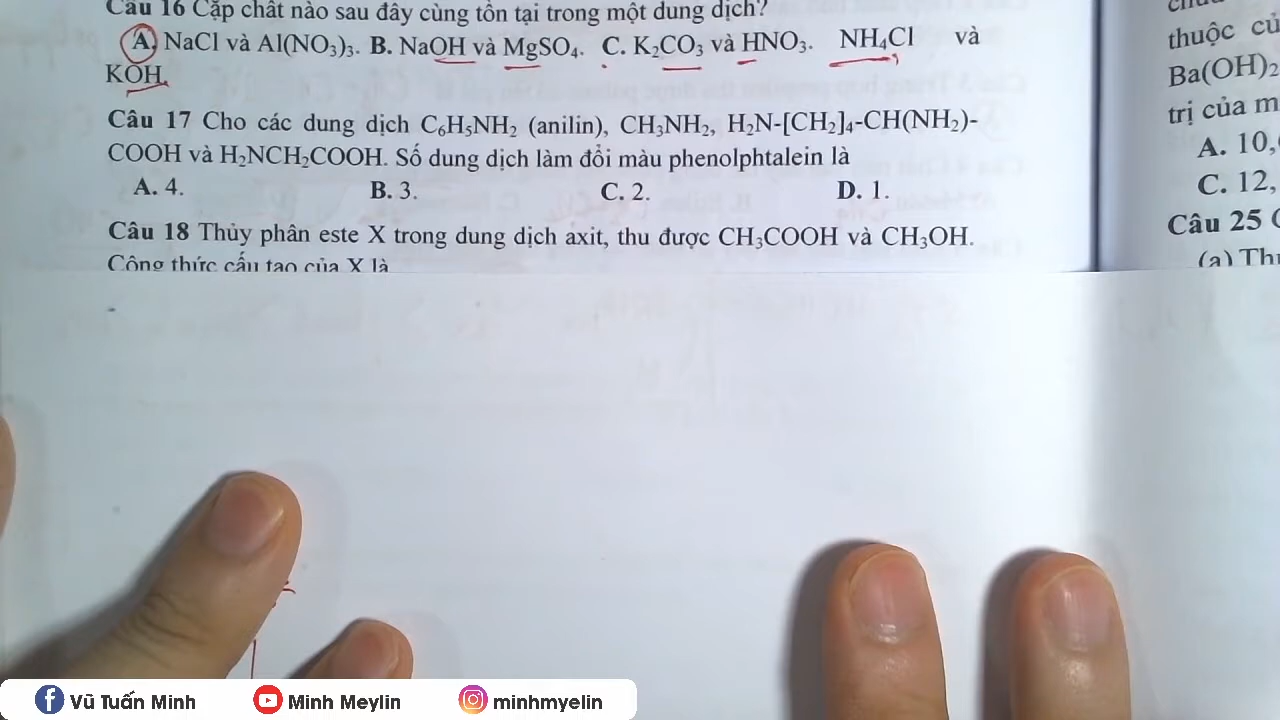 Câu 16 Cặp chất nào sau đây cùng tồn tại trong một dung dịch?
A. NaCl và Al(NO₃)₃. B. NaOH và MgSO₄. C. K₂CO₃ và HNO₃. NH₄Cl và
KOH.
Câu 17 Cho các dung dịch C₆H₅NH₂ (anilin), CH₃NH₂, H₂N-[CH₂]₄-CH(NH₂)-
COOH và H₂NCH₂COOH. Số dung dịch làm đổi màu phenolphtalein là
A. 4. B. 3. C. 2. D. 1.
Câu 18 Thủy phân este X trong dung dịch axit, thu được CH₃COOH và CH₃OH.
Công thức cấu tạo của X là
thuộc
Ba(OH)₂
trị của m
A. 10,
C. 12,
Câu 25
(a)
Vũ Tuấn Minh Minh Meylin minhmyelin